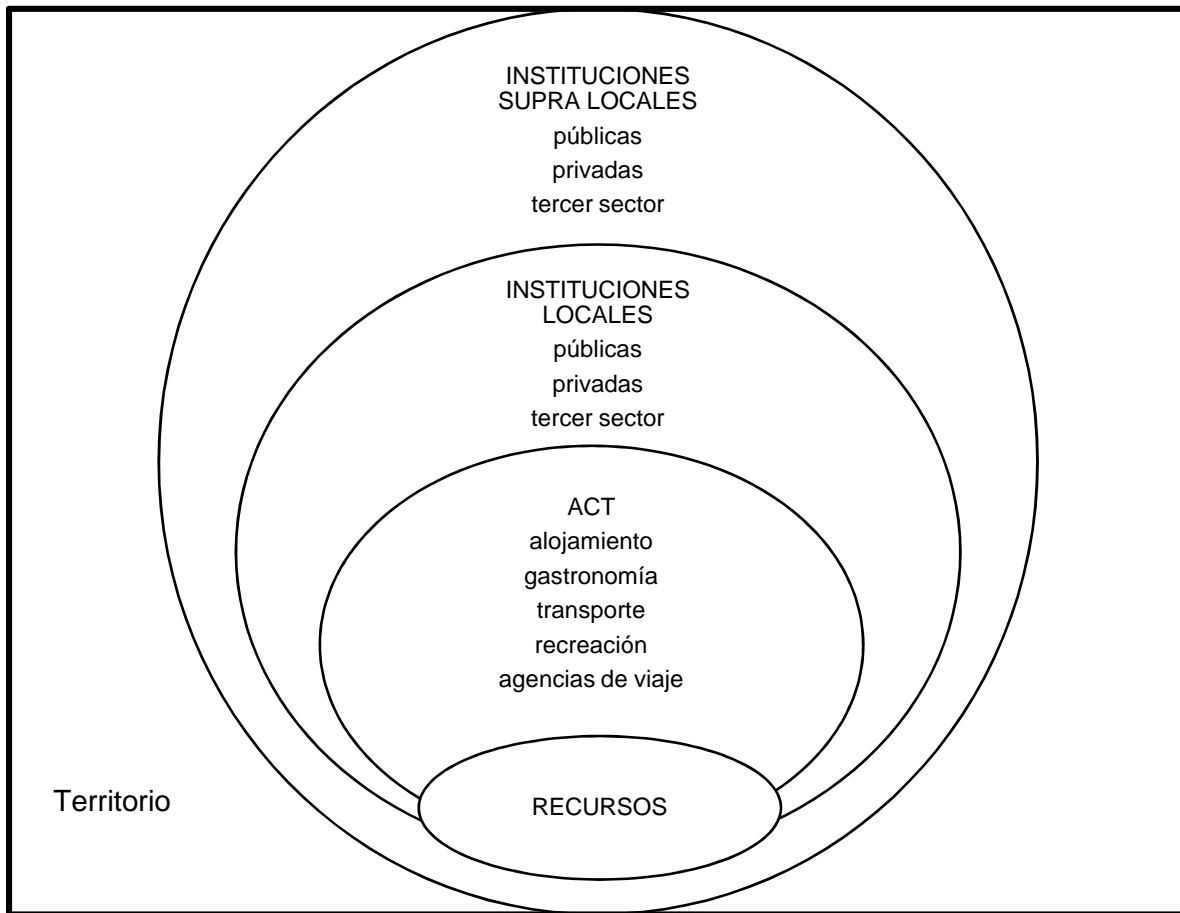 INSTITUCIONES
SUPRA LOCALES
públicas
privadas
tercer sector
INSTITUCIONES
LOCALES
públicas
privadas
tercer sector
ACT
alojamiento
gastronomía
transporte
recreación
agencias de viaje
Territorio
RECURSOS